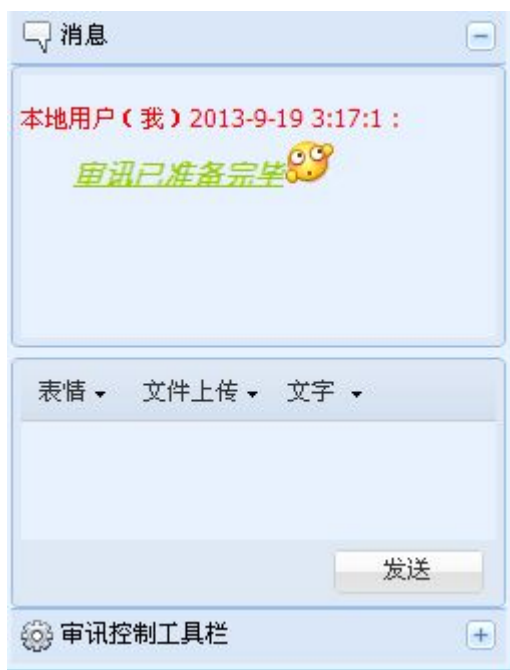 消息
本地用户（我）2013-9-19 3:17:1：
审讯已准备完毕
表情 文件上传 文字
发送
审讯控制工具栏